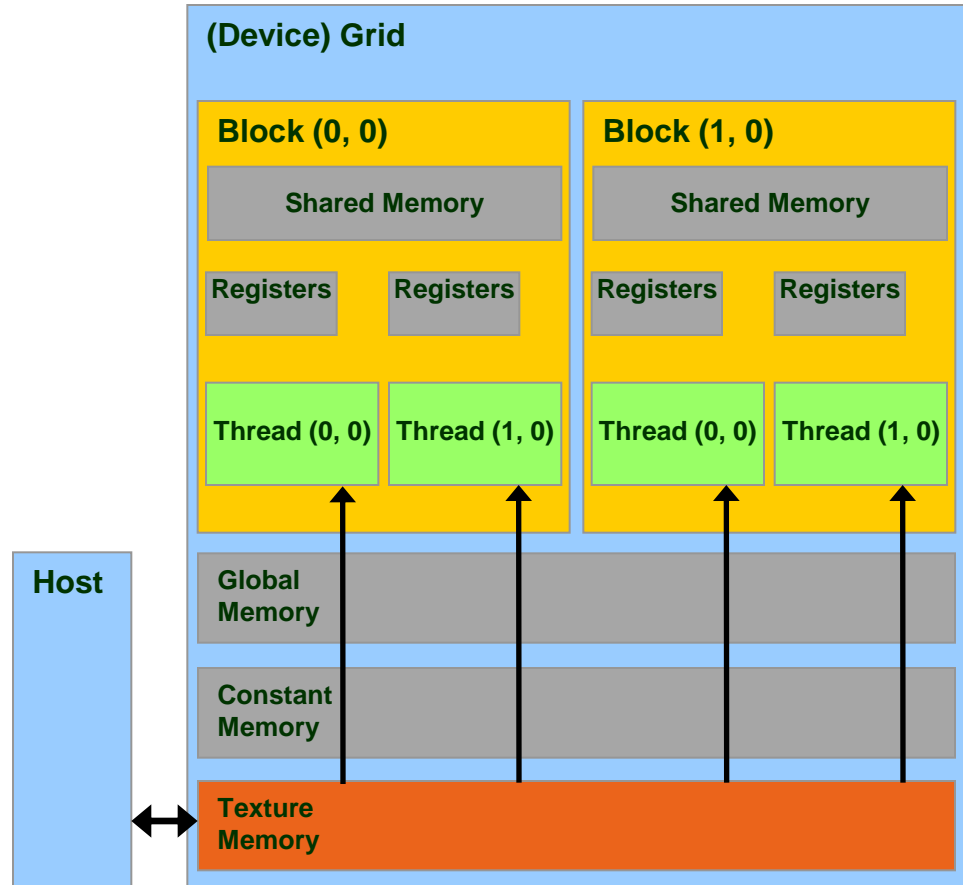 (Device) Grid
Block (0, 0)
Block (1, 0)
Shared Memory
Shared Memory
Registers
Registers
Registers
Registers
Thread (0, 0)
Thread (1, 0)
Thread (0, 0)
Thread (1, 0)
Host
Global
Memory
Constant
Memory
Texture
Memory